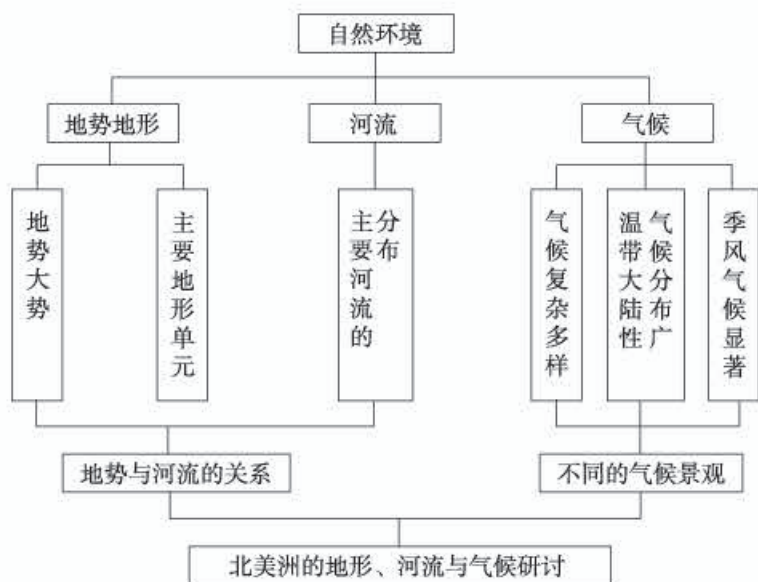 自然环境
地势地形
河流
气候
地势大势
主要地形单元
主要河流的
分布
气候复杂多样
温带大陆性
气候分布广
季风气候显著
地势与河流的关系
不同的气候景观
北美洲的地形、河流与气候研讨